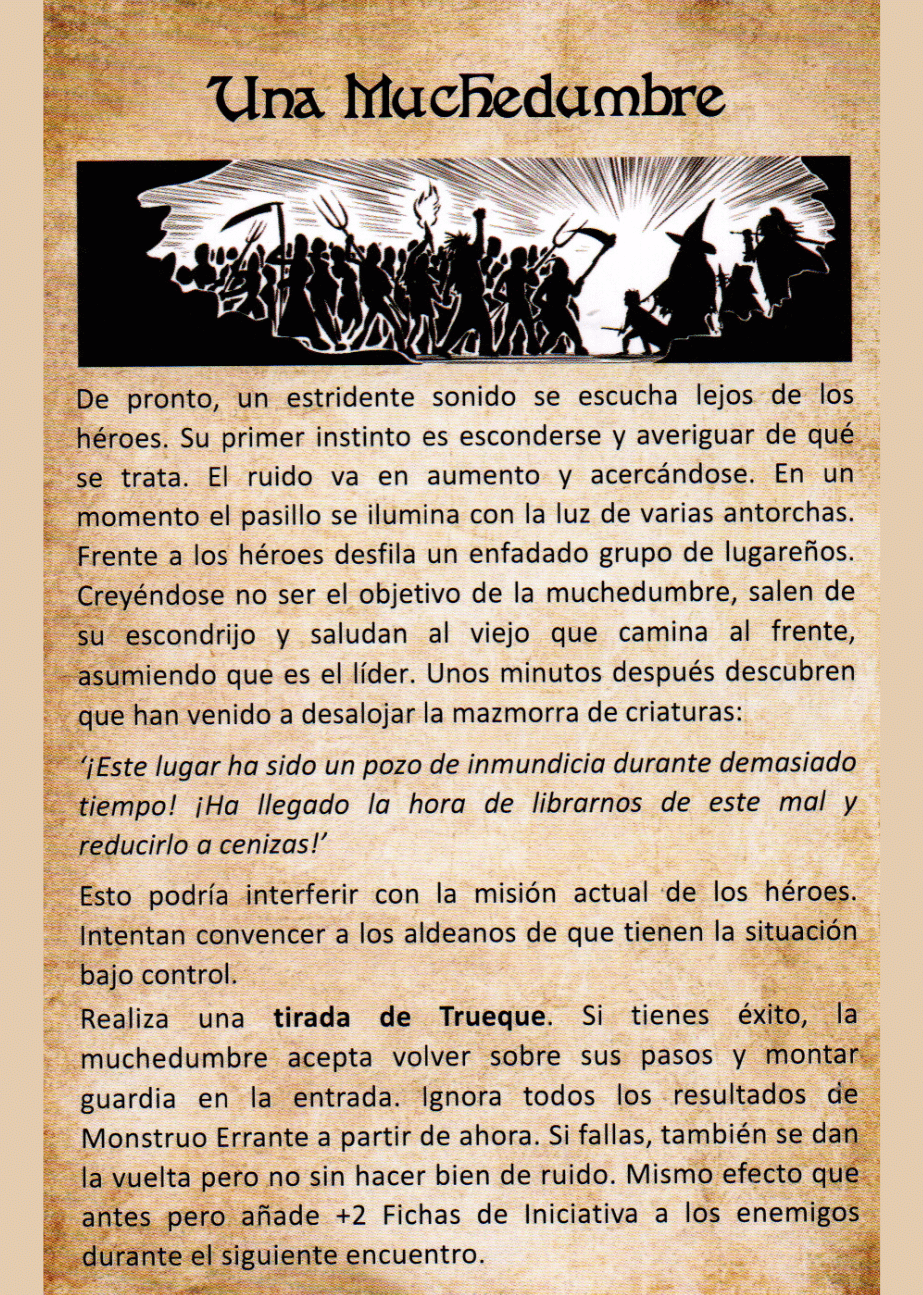 Una Muchedumbre
De pronto, un estridente sonido se escucha lejos de los
héroes. Su primer instinto es esconderse y averiguar de qué
se trata. El ruido va en aumento y acercándose. En un
momento el pasillo se ilumina con la luz de varias antorchas.
Frente a los héroes desfila un enfadado grupo de lugareños.
Creyéndose no ser el objetivo de la muchedumbre, salen de
su escondrijo y saludan al viejo que camina al frente,
asumiendo que es el líder. Unos minutos después descubren
que han venido a desalojar la mazmorra de criaturas:
‘¡Este lugar ha sido un pozo de inmundicia durante demasiado
tiempo! ¡Ha llegado la hora de librarnos de este mal y
reducirlo a cenizas!’
Esto podría interferir con la misión actual de los héroes.
Intentan convencer a los aldeanos de que tienen la situación
bajo control.
Realiza una tirada de Trueque. Si tienes éxito, la
muchedumbre acepta volver sobre sus pasos y montar
guardia en la entrada. Ignora todos los resultados de
Monstruo Errante a partir de ahora. Si fallas, también se dan
la vuelta pero no sin hacer bien de ruido. Mismo efecto que
antes pero añade +2 Fichas de Iniciativa a los enemigos
durante el siguiente encuentro.